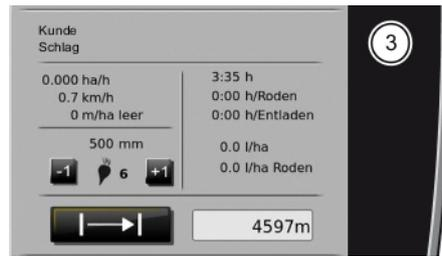 Kunde
Schlag
0.000 ha/h
0.7 km/h
0 m/ha leer
500 mm
-1 6 +1
3:35 h
0:00 h/Roden
0:00 h/Entladen
0.0 l/ha
0.0 l/ha Roden
4597m
3